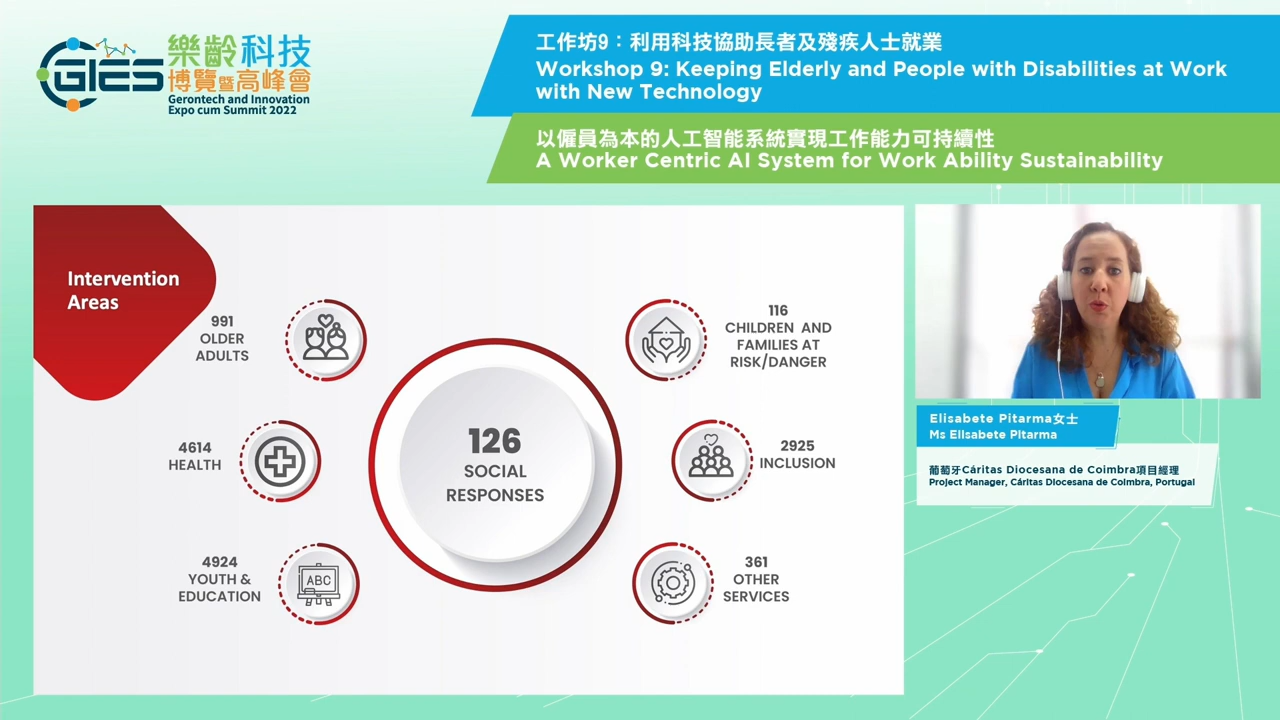 GIES
樂齡科技
博覽暨高峰會
Gerontech and Innovation
Expo cum Summit 2022
工作坊9：利用科技協助長者及殘疾人士就業
Workshop 9: Keeping Elderly and People with Disabilities at Work
with New Technology
以僱員為本的人工智能系統實現工作能力可持續性
A Worker Centric AI System for Work Ability Sustainability
Intervention
Areas
991
OLDER
ADULTS
4614
HEALTH
4924
YOUTH &
EDUCATION
ABC
126
SOCIAL
RESPONSES
116
CHILDREN AND
FAMILIES AT
RISK/DANGER
2925
INCLUSION
361
OTHER
SERVICES
Elisabete Pitarma女士
Ms Elisabete Pitarma
葡萄牙Cáritas Diocesana de Coimbra項目經理
Project Manager, Cáritas Diocesana de Coimbra, Portugal